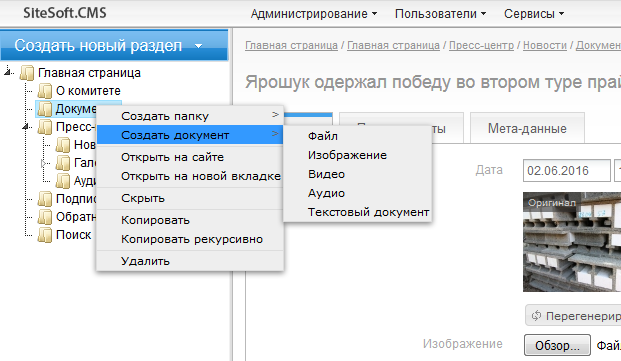 SiteSoft.CMS
Администрирование Пользователи Сервисы
Создать новый раздел
Главная страница / Главная страница / Пресс-центр / Новости / Докумен
Ярошук одержал победу во втором туре прай
Главная страница
О комитете
Докуме
Пресс-
Нов
Гале
Ауди
Подпис
Обратн
Поиск
Создать папку >
Создать документ >
Открыть на сайте
Открыть на новой вкладке
Скрыть
Копировать
Копировать рекурсивно
Удалить
Файл
Изображение
Видео
Аудио
Текстовый документ
Мета-данные
Дата 02.06.2016
Оригинал
Перегенерир
Изображение Обзор... Фай